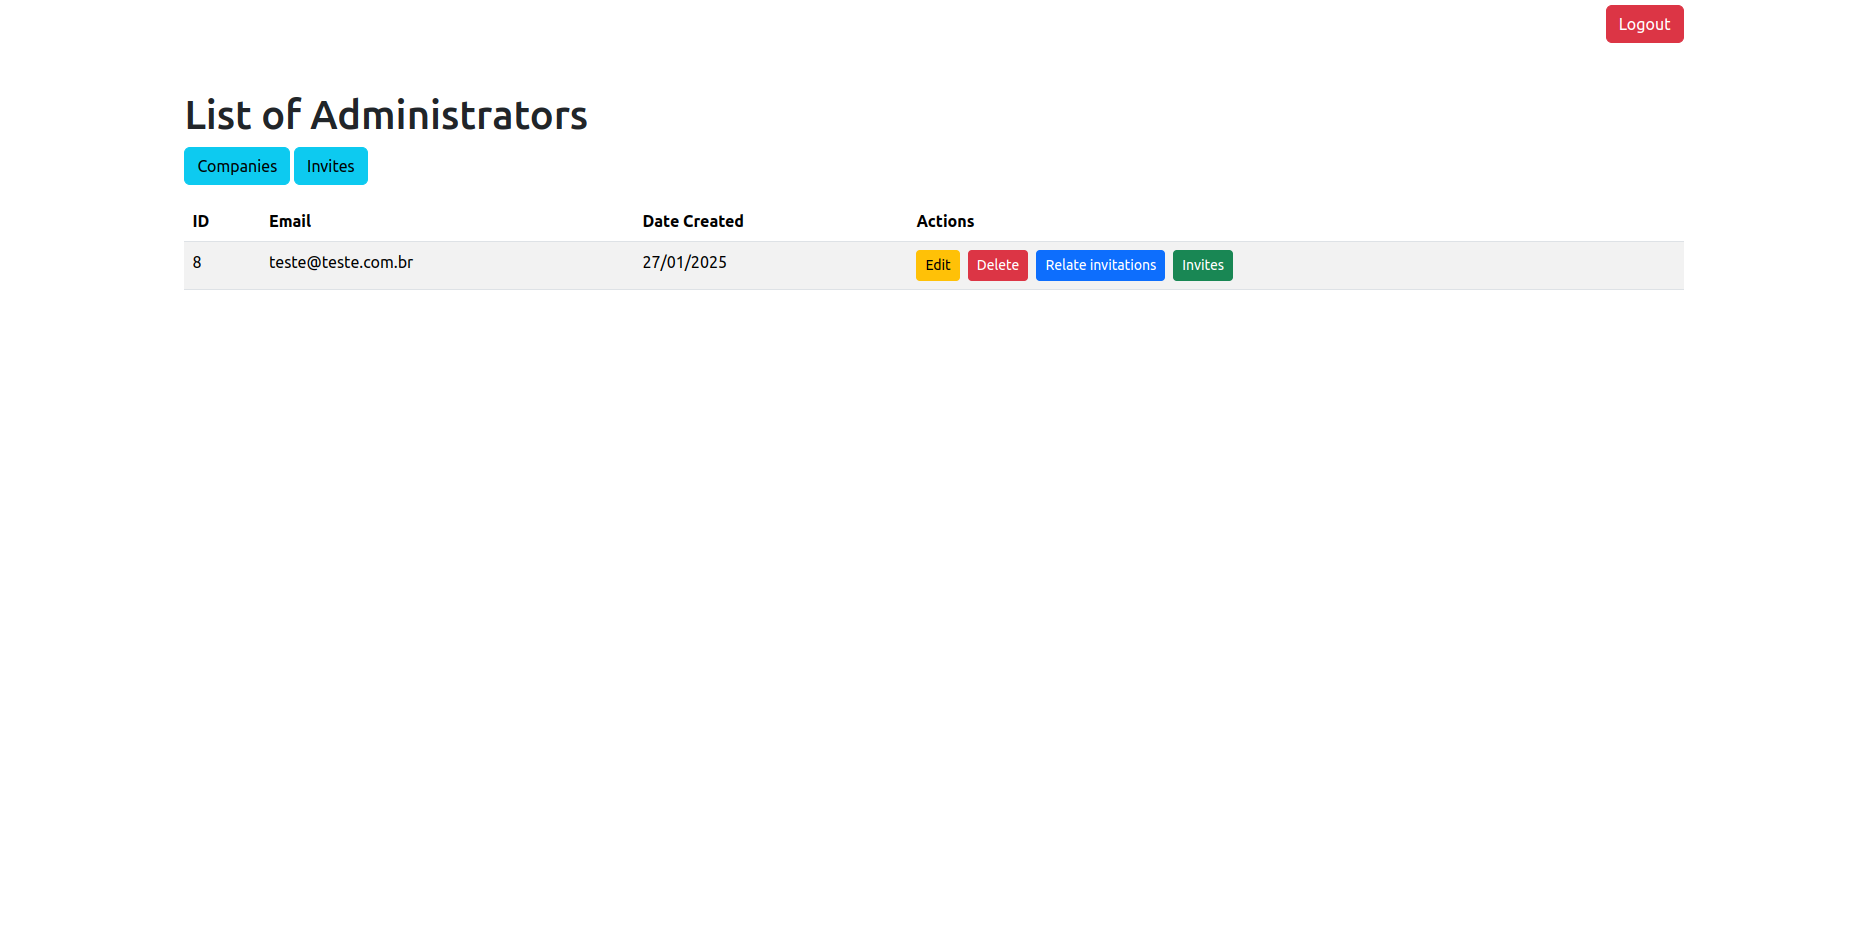 Logout
List of Administrators
Companies Invites
ID Email Date Created Actions
8 teste@teste.com.br 27/01/2025 Edit Delete Relate invitations Invites